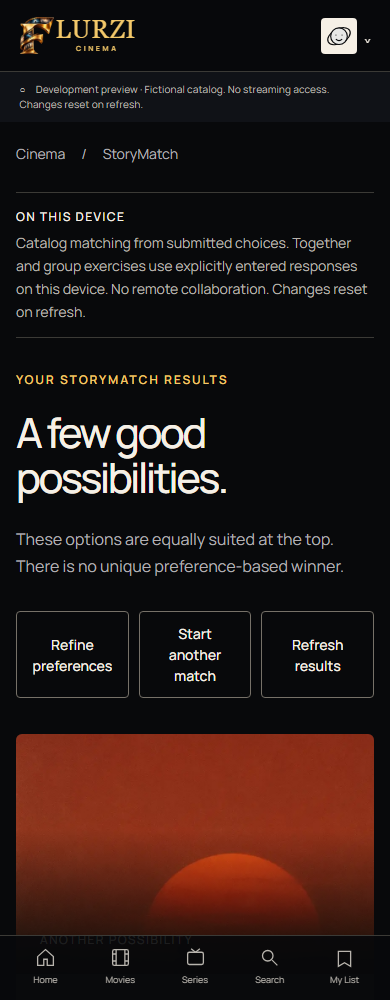 FLURZI
CINEMA
Development preview · Fictional catalog. No streaming access.
Changes reset on refresh.
Cinema / StoryMatch
ON THIS DEVICE
Catalog matching from submitted choices. Together
and group exercises use explicitly entered responses
on this device. No remote collaboration. Changes reset
on refresh.
YOUR STORYMATCH RESULTS
A few good
possibilities.
These options are equally suited at the top.
There is no unique preference-based winner.
Refine
preferences
Start
another
match
Refresh
results
ANOTHER POSSIBILITY
Home
Movies
Series
Search
My List